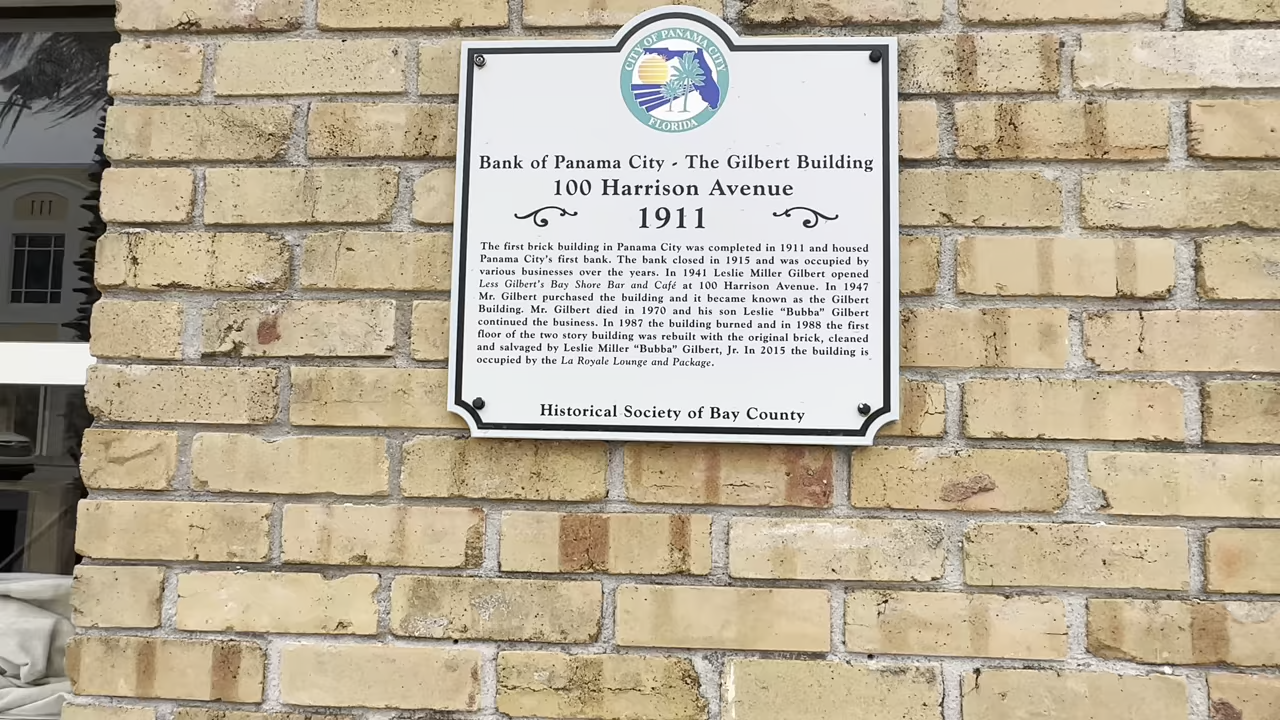 CITY OF PANAMA CITY
FLORIDA
Bank of Panama City - The Gilbert Building
100 Harrison Avenue
1911
The first brick building in Panama City was completed in 1911 and housed
Panama City's first bank. The bank closed in 1915 and was occupied by
various businesses over the years. In 1941 Leslie Miller Gilbert opened
Less Gilbert's Bay Shore Bar and Café at 100 Harrison Avenue. In 1947
Mr. Gilbert purchased the building and it became known as the Gilbert
Building. Mr. Gilbert died in 1970 and his son Leslie "Bubba" Gilbert
continued the business. In 1987 the building burned and in 1988 the first
floor of the two story building was rebuilt with the original brick, cleaned
and salvaged by Leslie Miller "Bubba" Gilbert, Jr. In 2015 the building is
occupied by the La Royale Lounge and Package.
Historical Society of Bay County